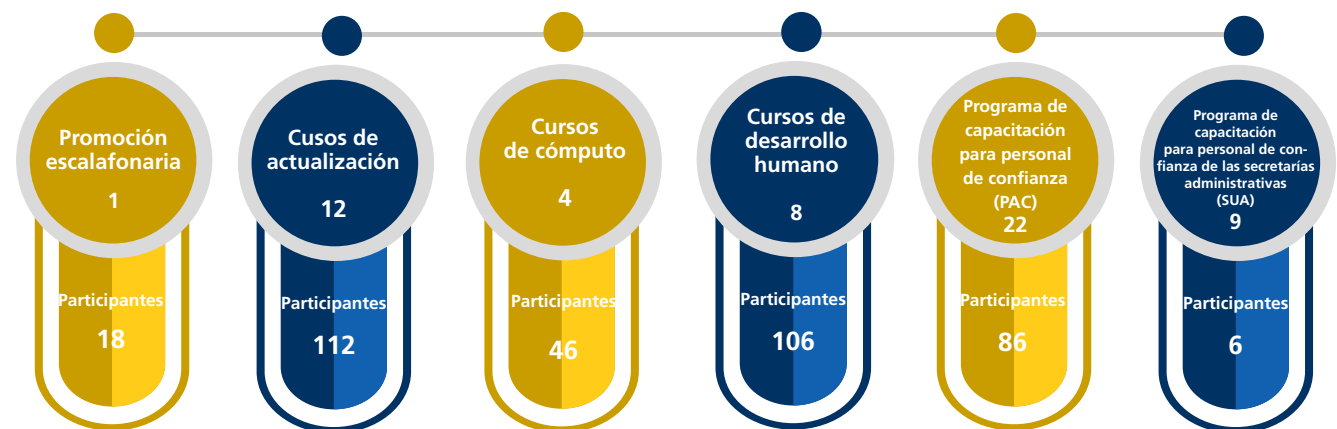 Promoción
escalafonaria
1
Participantes
18
Cusos de
actualización
12
Participantes
112
Cursos
de cómputo
4
Participantes
46
Cursos de
desarrollo
humano
8
Participantes
106
Programa de
capacitación
para personal
de confianza
(PAC)
22
Participantes
86
Programa de
capacitación
para personal de con-
fianza de las secretarías
administrativas
(SUA)
9
Participantes
6